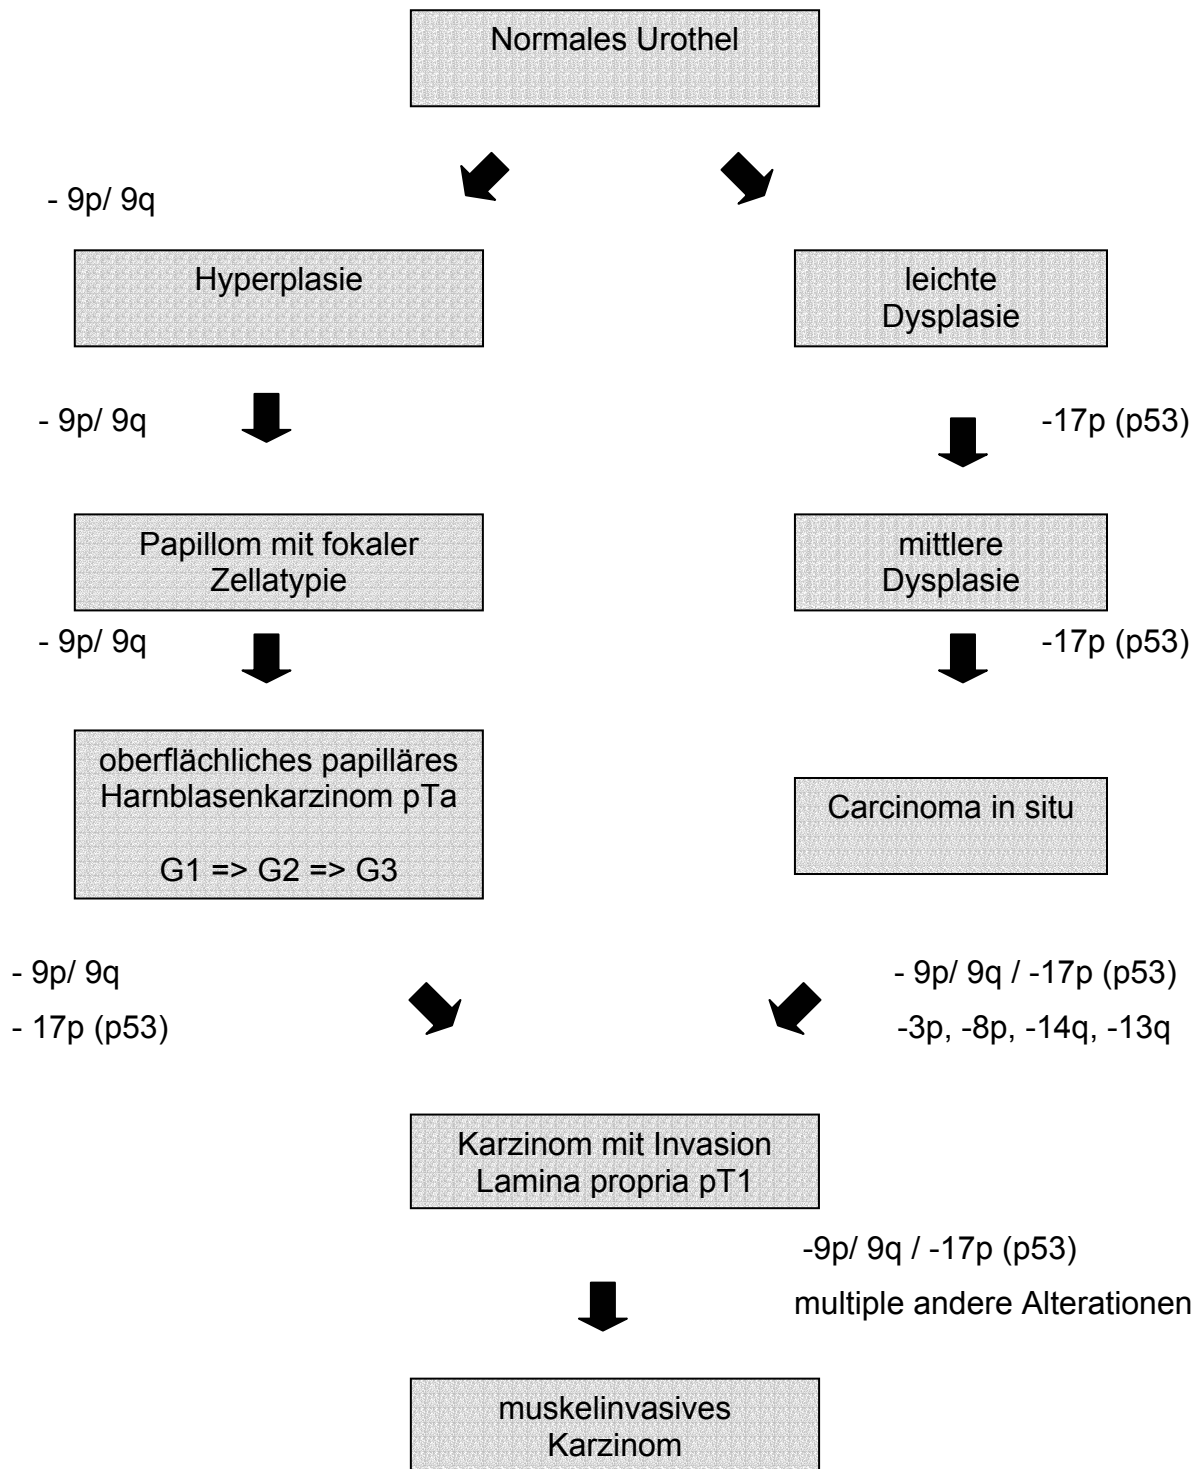 Normales Urothel
- 9p/ 9q
Hyperplasie
leichte
Dysplasie
- 9p/ 9q
-17p (p53)
Papillom mit fokaler
Zellatypie
mittlere
Dysplasie
- 9p/ 9q
-17p (p53)
oberflächliches papilläres
Harnblasenkarzinom pTa
G1 => G2 => G3
Carcinoma in situ
- 9p/ 9q
- 17p (p53)
- 9p/ 9q / -17p (p53)
-3p, -8p, -14q, -13q
Karzinom mit Invasion
Lamina propria pT1
-9p/ 9q / -17p (p53)
multiple andere Alterationen
muskelinvasives
Karzinom